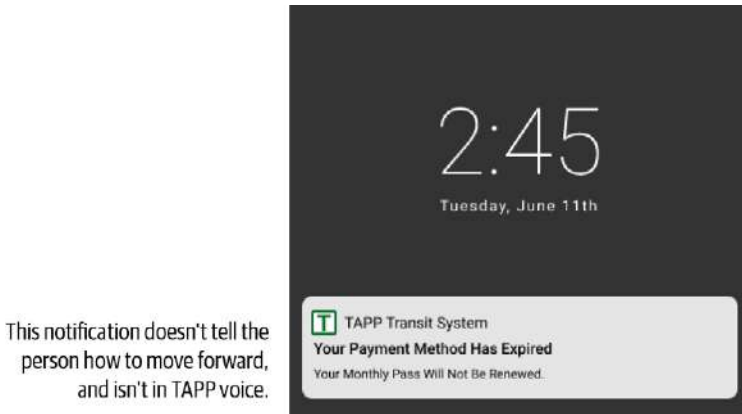 2:45
Tuesday, June 11th
This notification doesn't tell the
person how to move forward,
and isn't in TAPP voice.
T TAPP Transit System
Your Payment Method Has Expired
Your Monthly Pass Will Not Be Renewed.